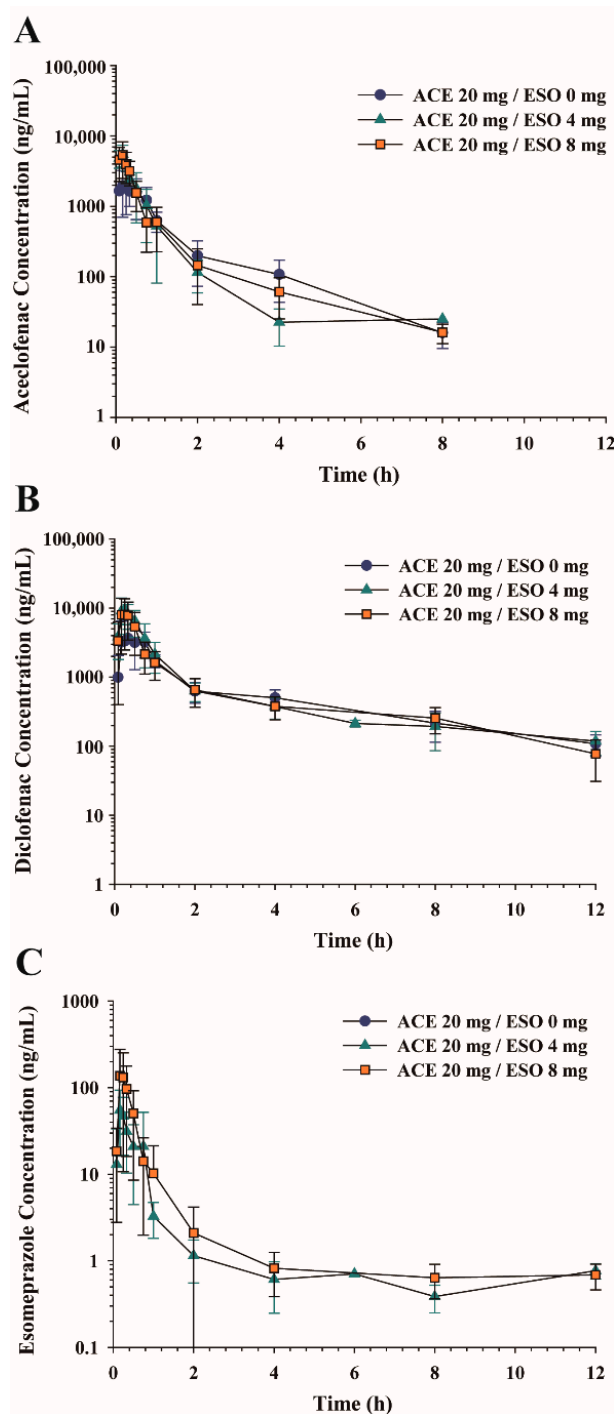 A
Aceclofenac Concentration (ng/mL)
100,000
10,000
1000
100
10
1
ACE 20 mg / ESO 0 mg
ACE 20 mg / ESO 4 mg
ACE 20 mg / ESO 8 mg
0 2 4 6 8 10 12
Time (h)
B
Diclofenac Concentration (ng/mL)
100,000
10,000
1000
100
10
1
ACE 20 mg / ESO 0 mg
ACE 20 mg / ESO 4 mg
ACE 20 mg / ESO 8 mg
0 2 4 6 8 10 12
Time (h)
C
Esomeprazole Concentration (ng/mL)
1000
100
10
1
0.1
ACE 20 mg / ESO 0 mg
ACE 20 mg / ESO 4 mg
ACE 20 mg / ESO 8 mg
0 2 4 6 8 10 12
Time (h)